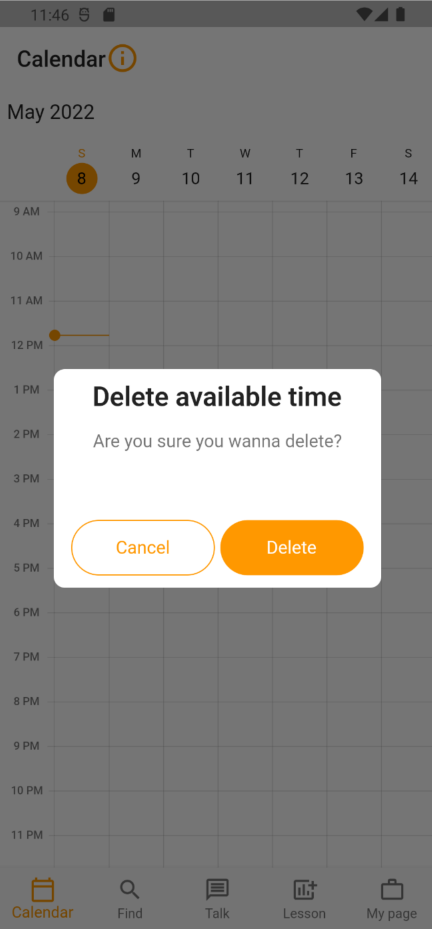 11:46
Calendar
May 2022
S M T W T F S
8 9 10 11 12 13 14
9 AM
10 AM
11 AM
12 PM
1 PM
Delete available time
2 PM
Are you sure you wanna delete?
3 PM
4 PM
Cancel Delete
5 PM
6 PM
7 PM
8 PM
9 PM
10 PM
11 PM
Calendar Find Talk Lesson My page